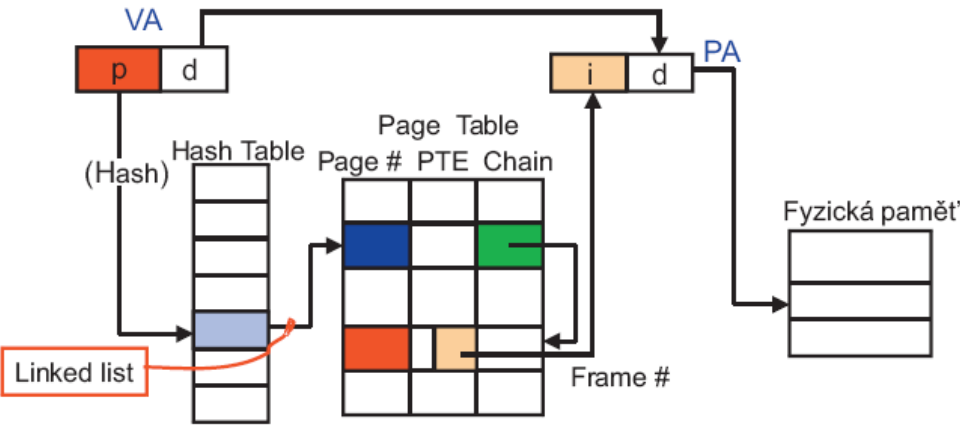 VA
p d
i d
PA
(Hash)
Hash Table
Page Table
Page # PTE Chain
Fyzická paměť
Linked list
Frame #